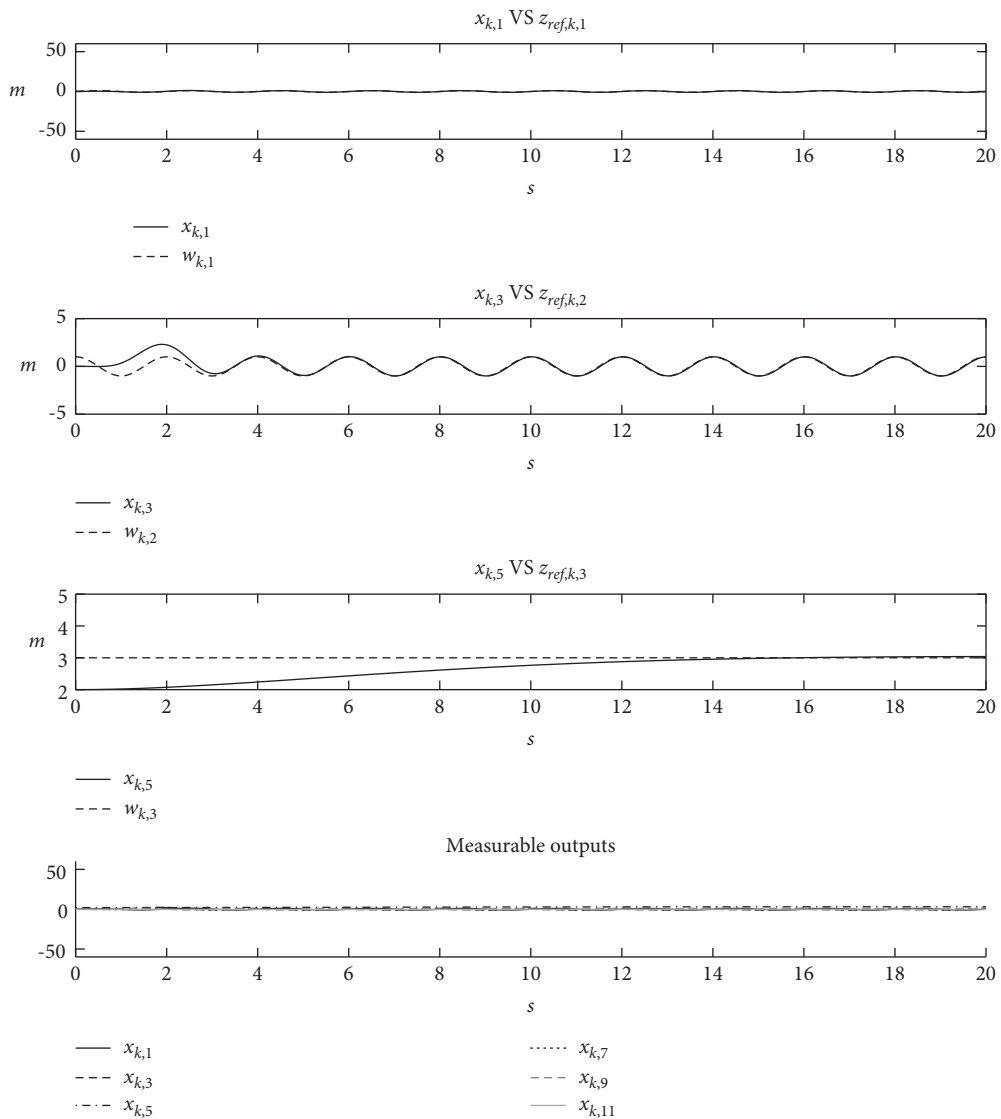 x_{k,1} VS z_{ref,k,1}
50
m
0
-50
0 2 4 6 8 10 12 14 16 18 20
s
x_{k,1}
w_{k,1}
x_{k,3} VS z_{ref,k,2}
5
m
0
-5
0 2 4 6 8 10 12 14 16 18 20
s
x_{k,3}
w_{k,2}
x_{k,5} VS z_{ref,k,3}
5
4
m
3
2
0 2 4 6 8 10 12 14 16 18 20
s
x_{k,5}
w_{k,3}
Measurable outputs
50
0
-50
0 2 4 6 8 10 12 14 16 18 20
s
x_{k,1}
x_{k,3}
x_{k,5}
x_{k,7}
x_{k,9}
x_{k,11}